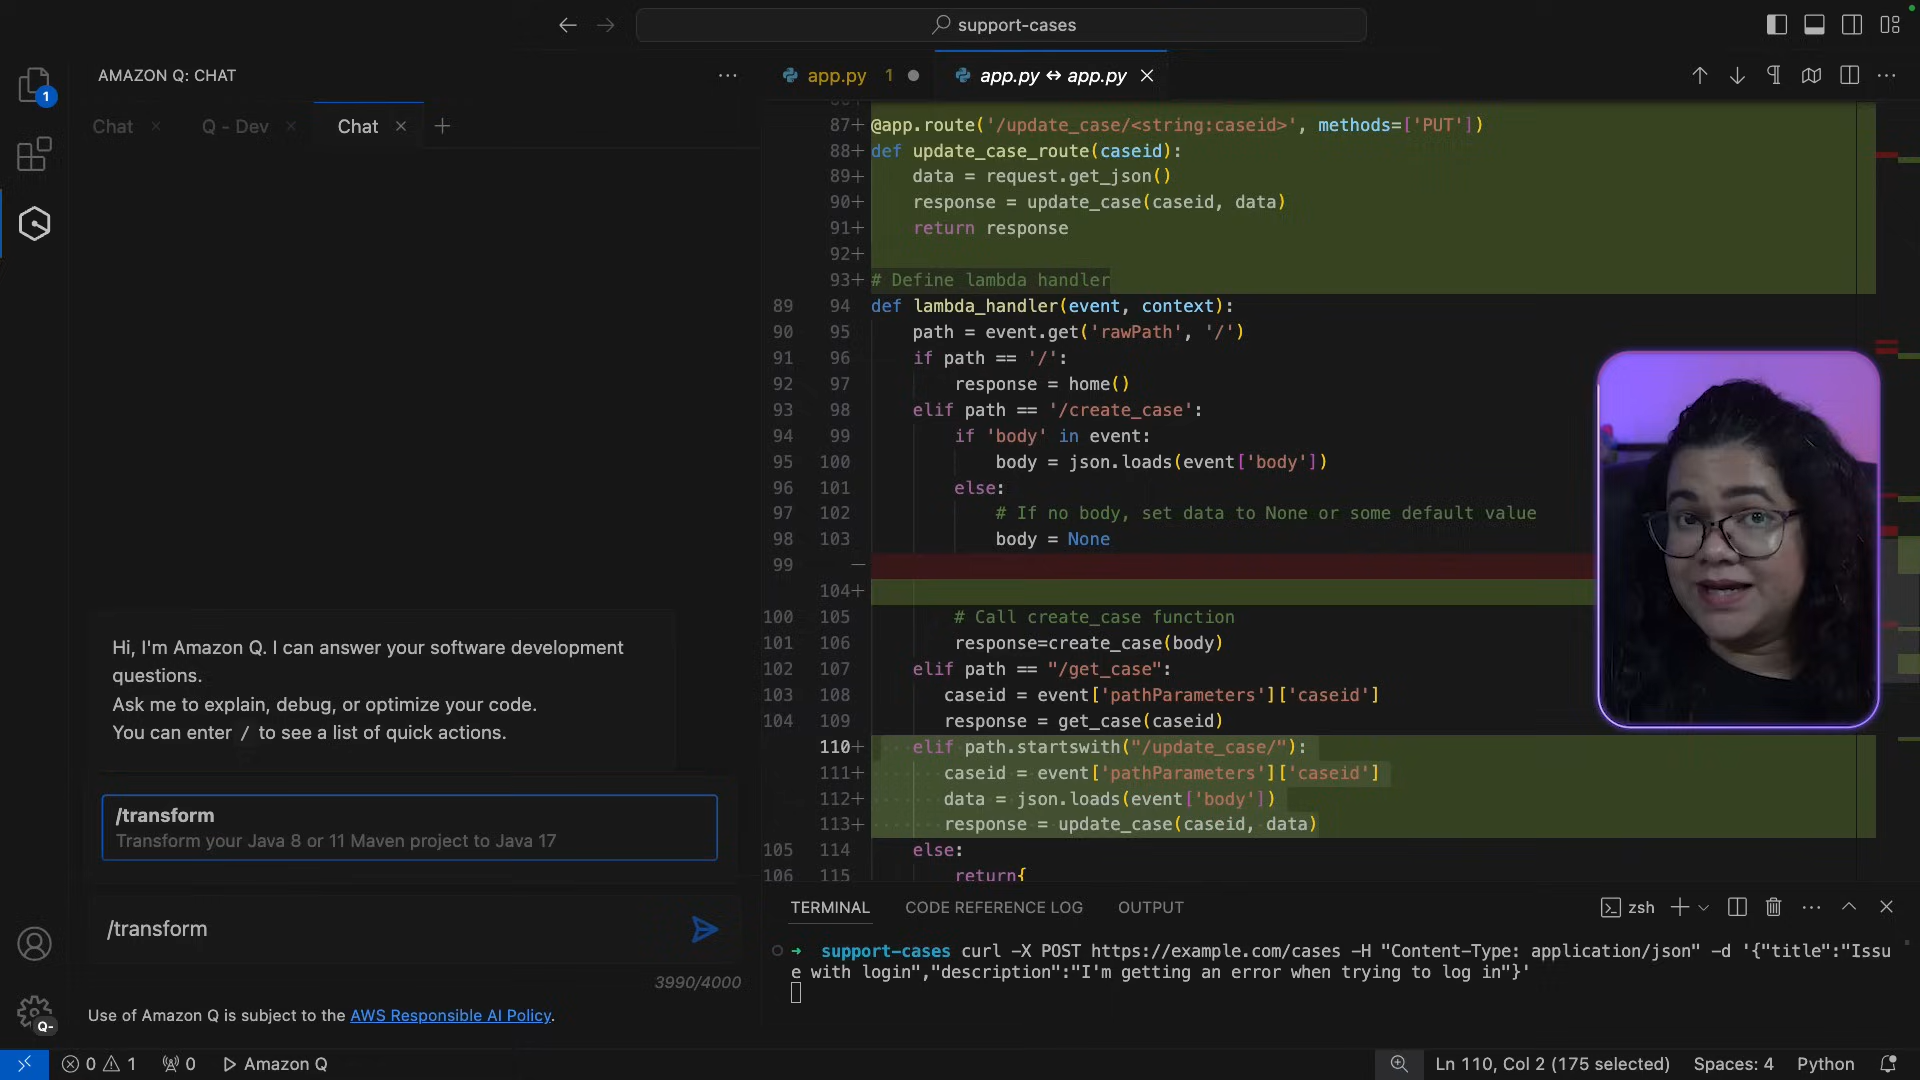 support-cases
AMAZON Q: CHAT
Chat
Q - Dev
Chat
app.py 1
app.py ↔ app.py
87+ @app.route('/update_case/<string:caseid>', methods=['PUT'])
88+ def update_case_route(caseid):
89+ data = request.get_json()
90+ response = update_case(caseid, data)
91+ return response
92+
93+ # Define lambda handler
89 94 def lambda_handler(event, context):
90 95 path = event.get('rawPath', '/')
91 96 if path == '/':
92 97 response = home()
93 98 elif path == '/create_case':
94 99 if 'body' in event:
95 100 body = json.loads(event['body'])
96 101 else:
97 102 # If no body, set data to None or some default value
98 103 body = None
99 —
104+
100 105 # Call create_case function
101 106 response=create_case(body)
102 107 elif path == "/get_case":
103 108 caseid = event['pathParameters']['caseid']
104 109 response = get_case(caseid)
110+ elif path.startswith("/update_case/"):
111+ caseid = event['pathParameters']['caseid']
112+ data = json.loads(event['body'])
113+ response = update_case(caseid, data)
105 114 else:
106 115 return{
1
Hi, I'm Amazon Q. I can answer your software development
questions.
Ask me to explain, debug, or optimize your code.
You can enter / to see a list of quick actions.
/transform
Transform your Java 8 or 11 Maven project to Java 17
/transform
3990/4000
Use of Amazon Q is subject to the AWS Responsible AI Policy.
Q-
TERMINAL CODE REFERENCE LOG OUTPUT
zsh
➜ support-cases curl -X POST https://example.com/cases -H "Content-Type: application/json" -d '{"title":"Issu
e with login","description":"I'm getting an error when trying to log in"}'
0 1 0 Amazon Q
Ln 110, Col 2 (175 selected) Spaces: 4 Python